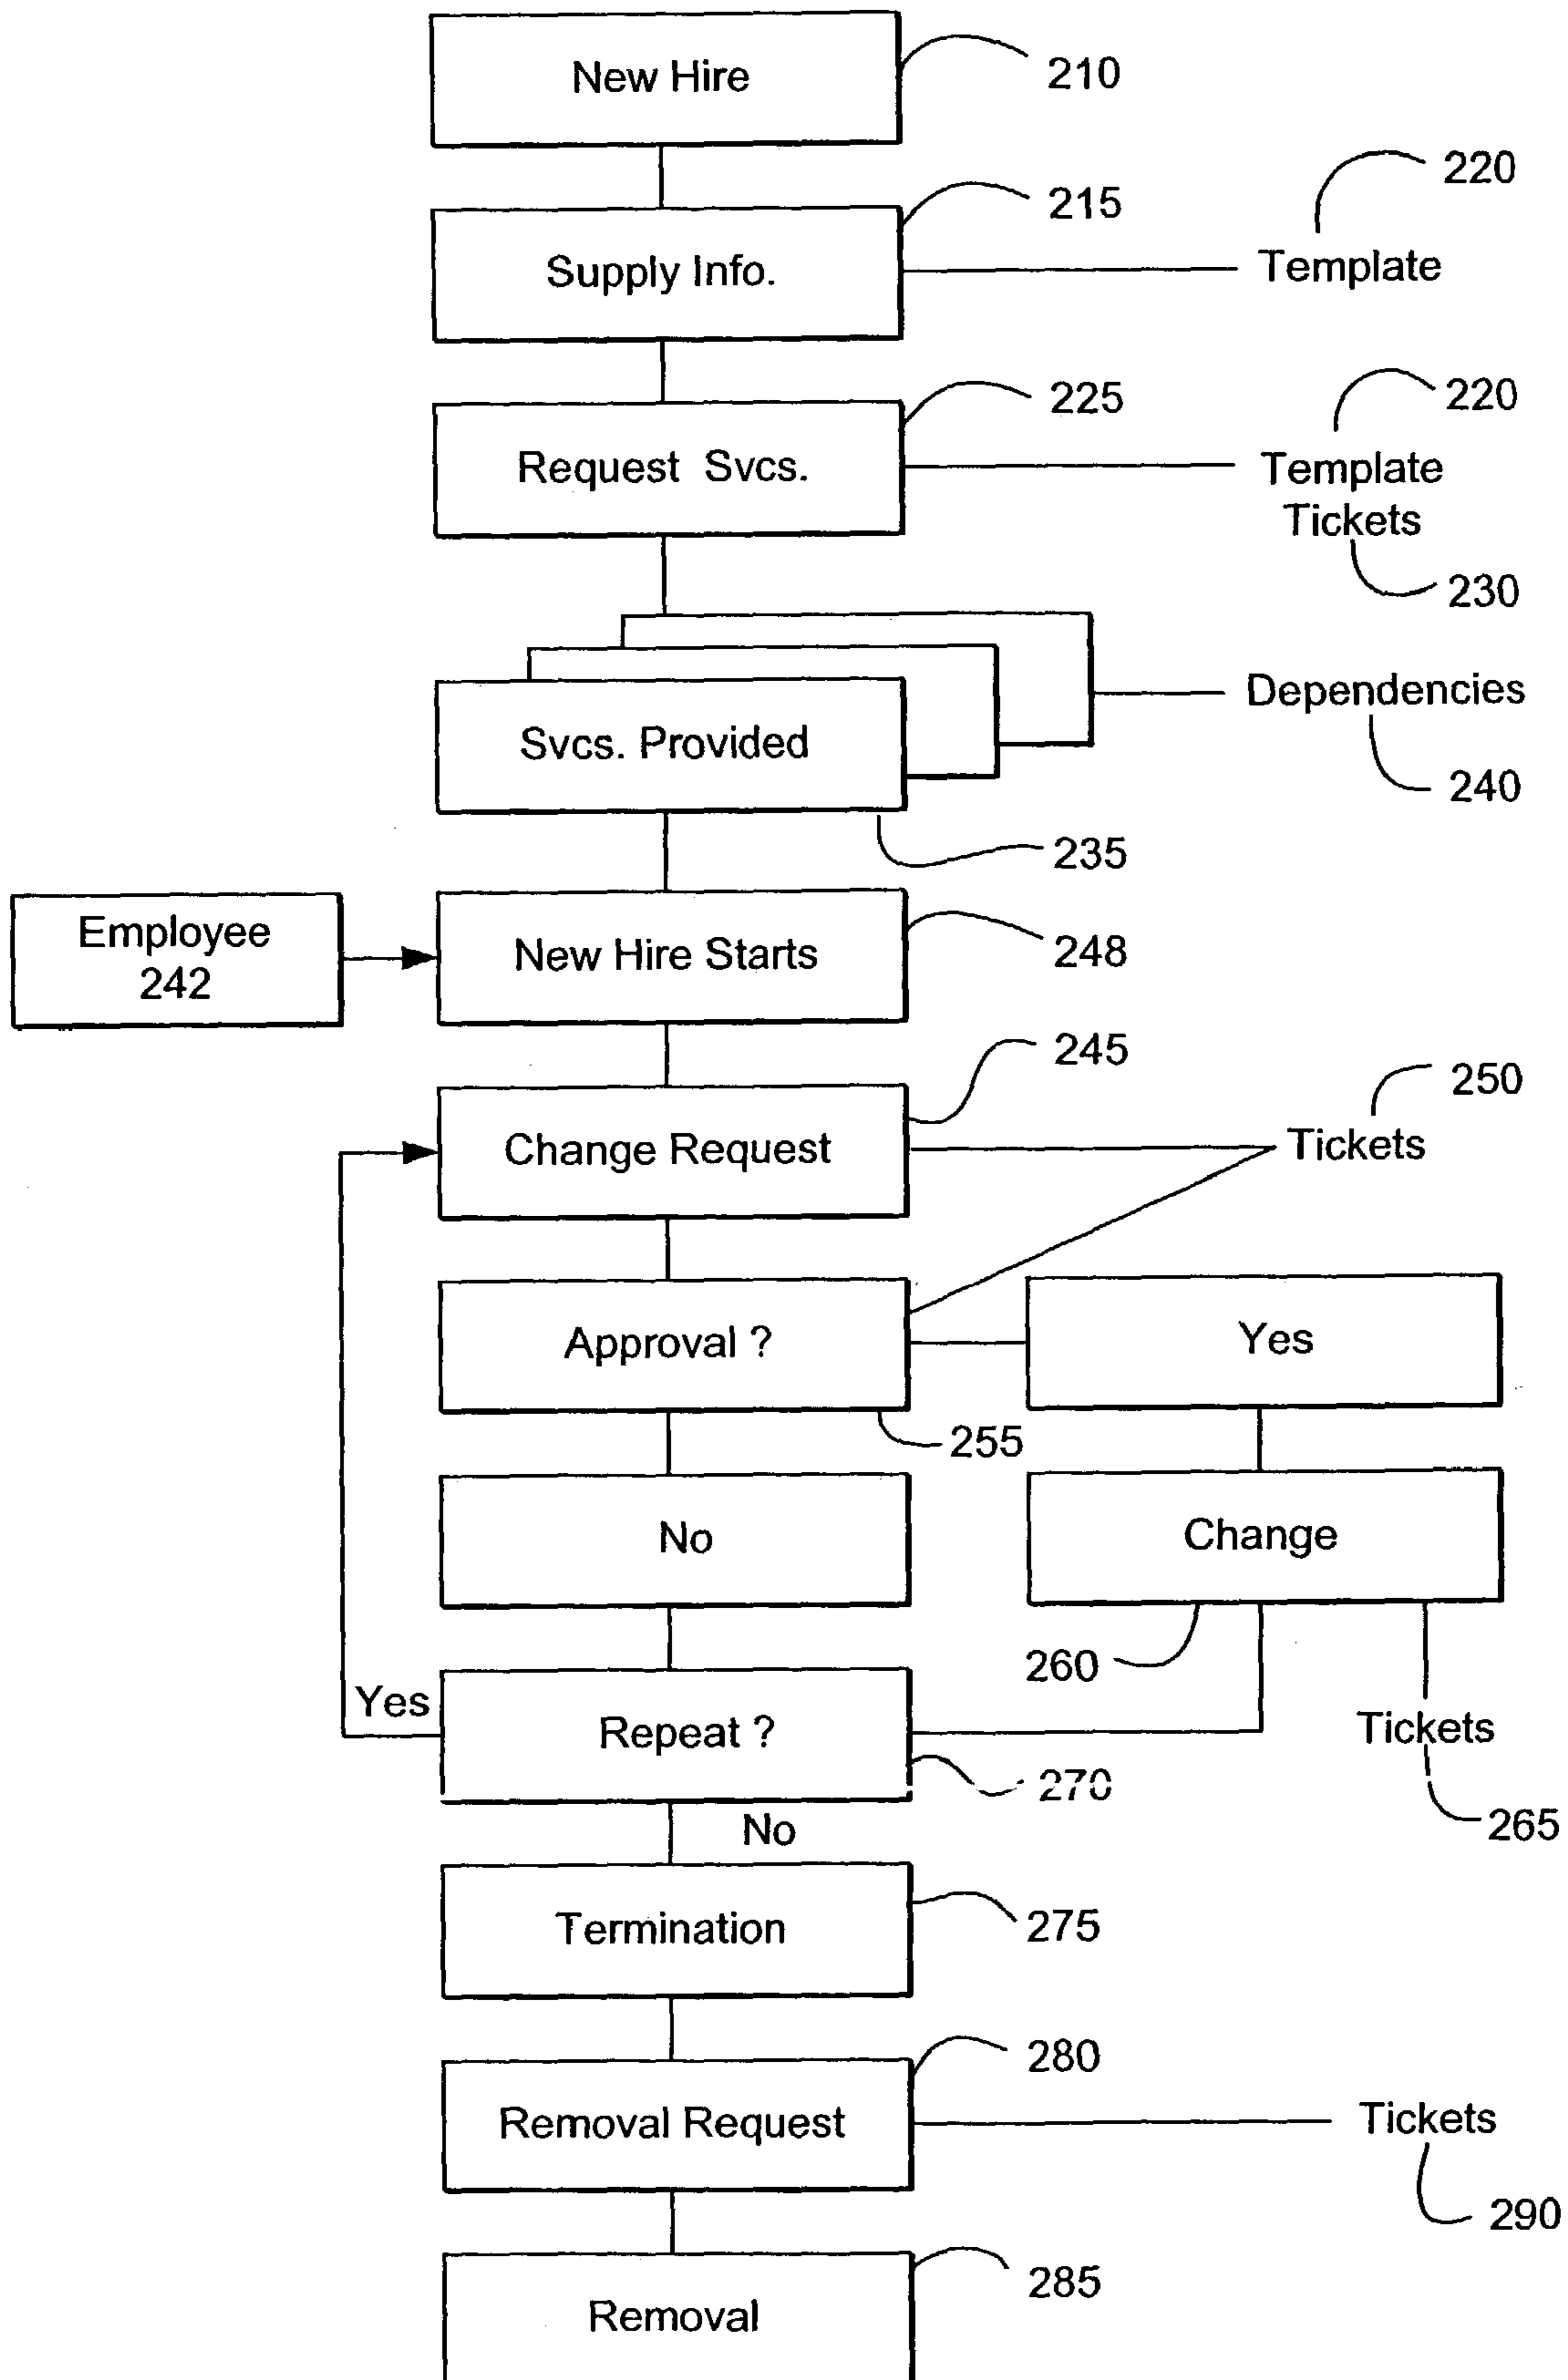 New Hire
210
220
215
Supply Info.
Template
220
225
Request Svcs.
Template
Tickets
230
Dependencies
Svcs. Provided
240
235
Employee
242
New Hire Starts
248
245
250
Change Request
Tickets
Approval ?
Yes
255
No
Change
260
Yes
Repeat ?
Tickets
270
265
No
Termination
275
280
Removal Request
Tickets
290
285
Removal